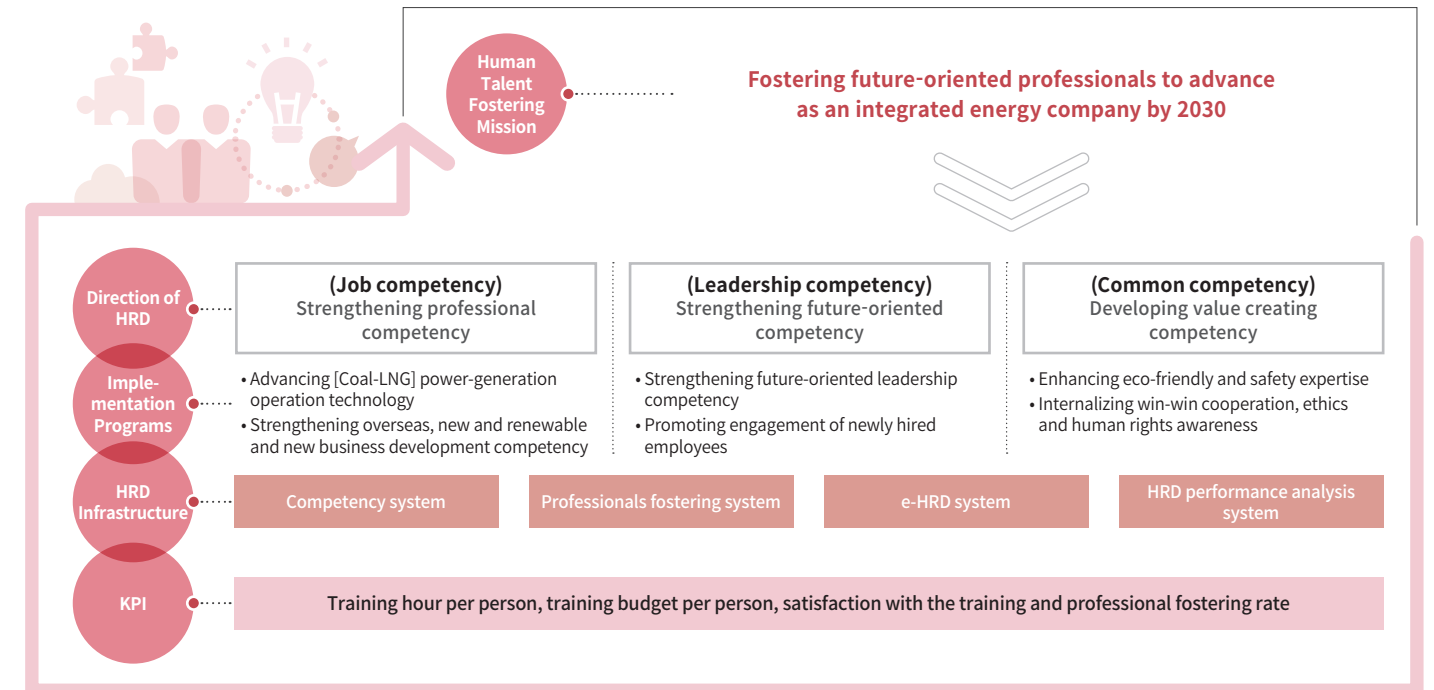 Human
Talent
Fostering
Mission
Fostering future-oriented professionals to advance
as an integrated energy company by 2030
Direction of
HRD
(Job competency)
Strengthening professional
competency
(Leadership competency)
Strengthening future-oriented
competency
(Common competency)
Developing value creating
competency
Imple-
mentation
Programs
• Advancing [Coal-LNG] power-generation
operation technology
• Strengthening overseas, new and renewable
and new business development competency
• Strengthening future-oriented leadership
competency
• Promoting engagement of newly hired
employees
• Enhancing eco-friendly and safety expertise
• Internalizing win-win cooperation, ethics
and human rights awareness
HRD
Infrastructure
Competency system
Professionals fostering system
e-HRD system
HRD performance analysis
system
KPI
Training hour per person, training budget per person, satisfaction with the training and professional fostering rate